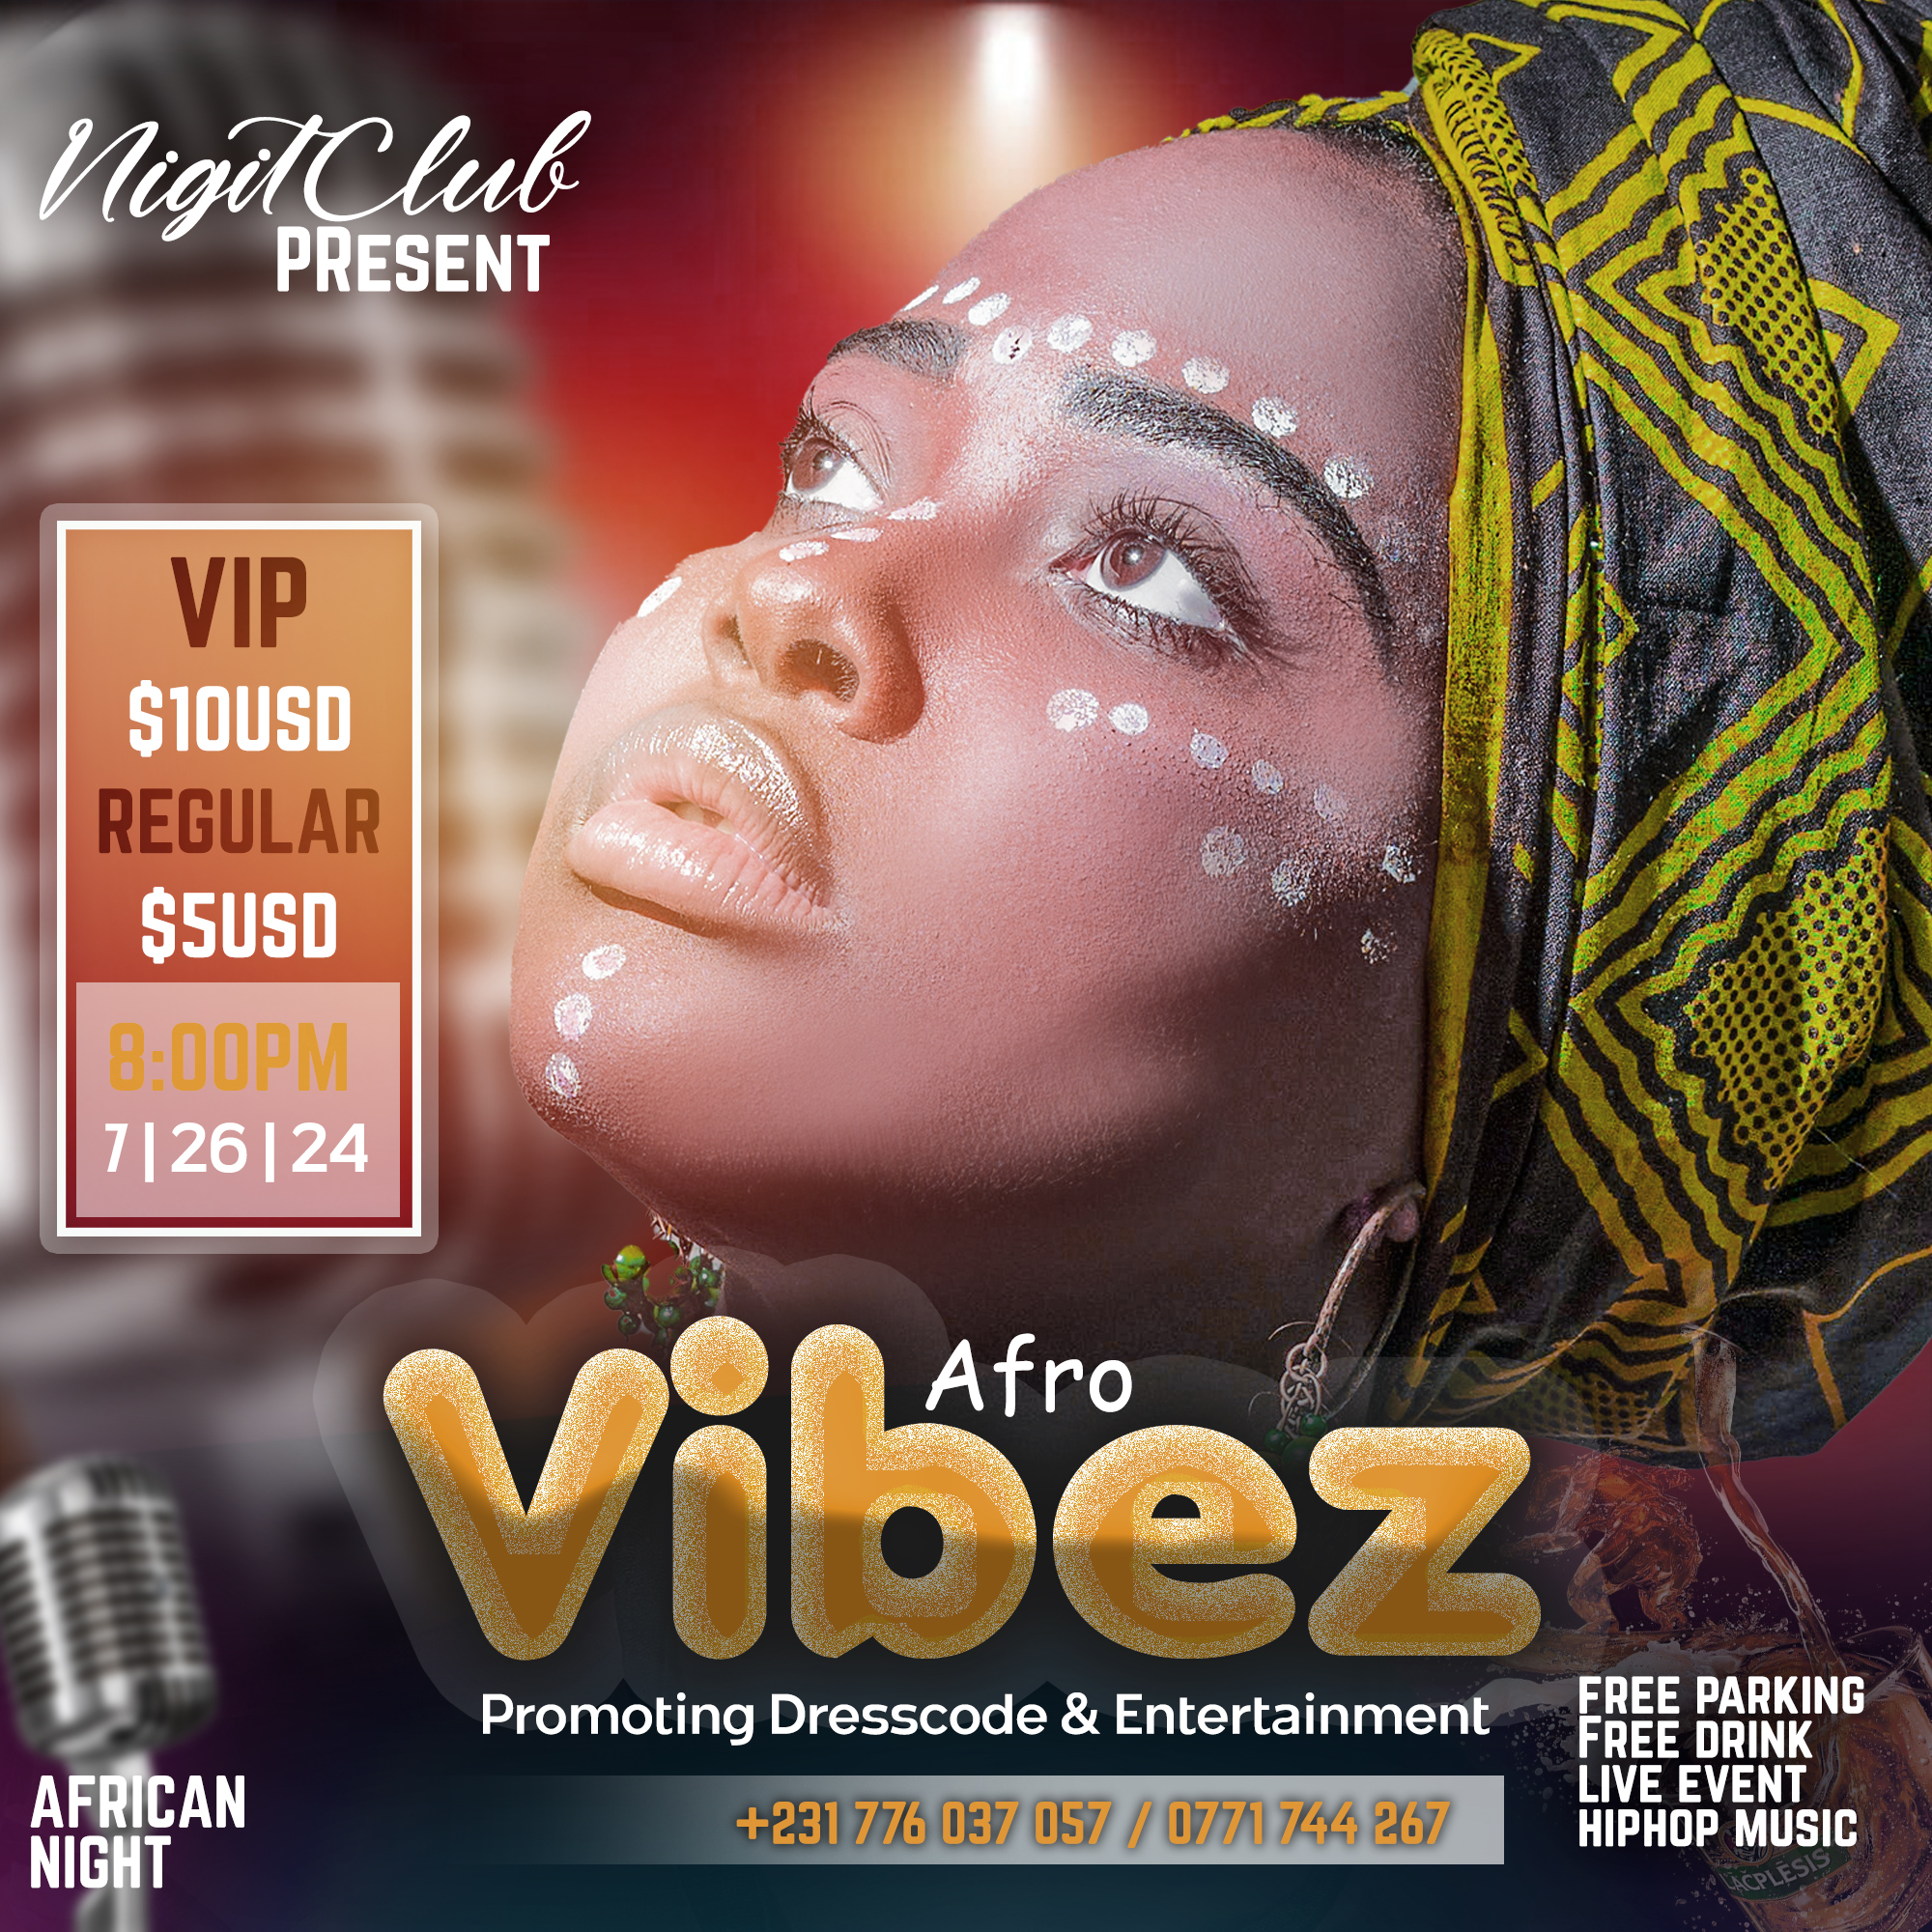 NigitClub
PRESENT
VIP
$10USD
REGULAR
$5USD
8:00PM
7|26|24
Afro
Vibez
Promoting Dresscode & Entertainment
+231 776 037 057 / 0771 744 267
AFRICAN
NIGHT
FREE PARKING
FREE DRINK
LIVE EVENT
HIPHOP MUSIC
LĀČPLĒSIS